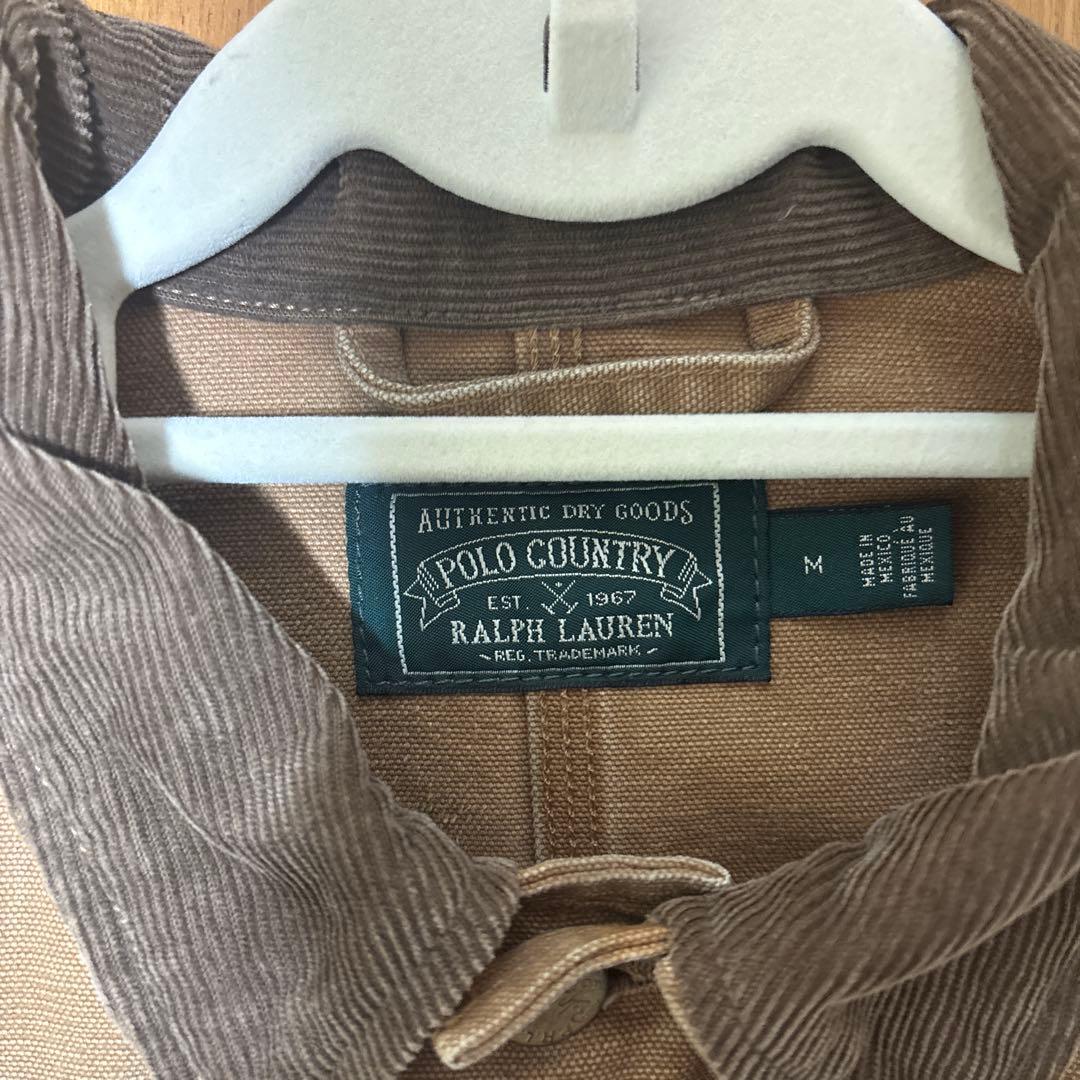 AUTHENTIC DRY GOODS
POLO COUNTRY
EST. 1967
RALPH LAUREN
REG. TRADEMARK
M
MADE IN
MEXICO
FABRIQUÉ AU
MEXIQUE